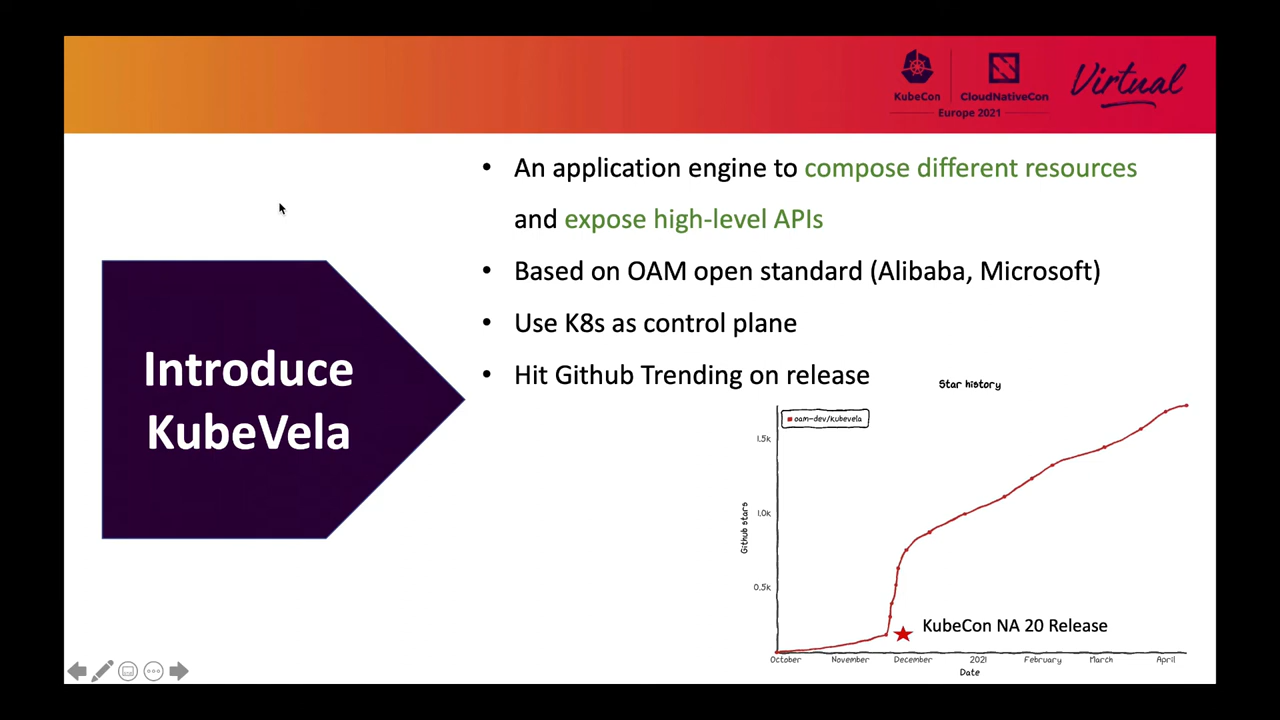 KubeCon
CloudNativeCon
Europe 2021
Virtual
• An application engine to compose different resources
and expose high-level APIs
• Based on OAM open standard (Alibaba, Microsoft)
• Use K8s as control plane
• Hit Github Trending on release
Introduce
KubeVela
Star history
oam-dev/kubevela
1.5k
1.0k
0.5k
Github stars
KubeCon NA 20 Release
October November December 2021 February March April
Date